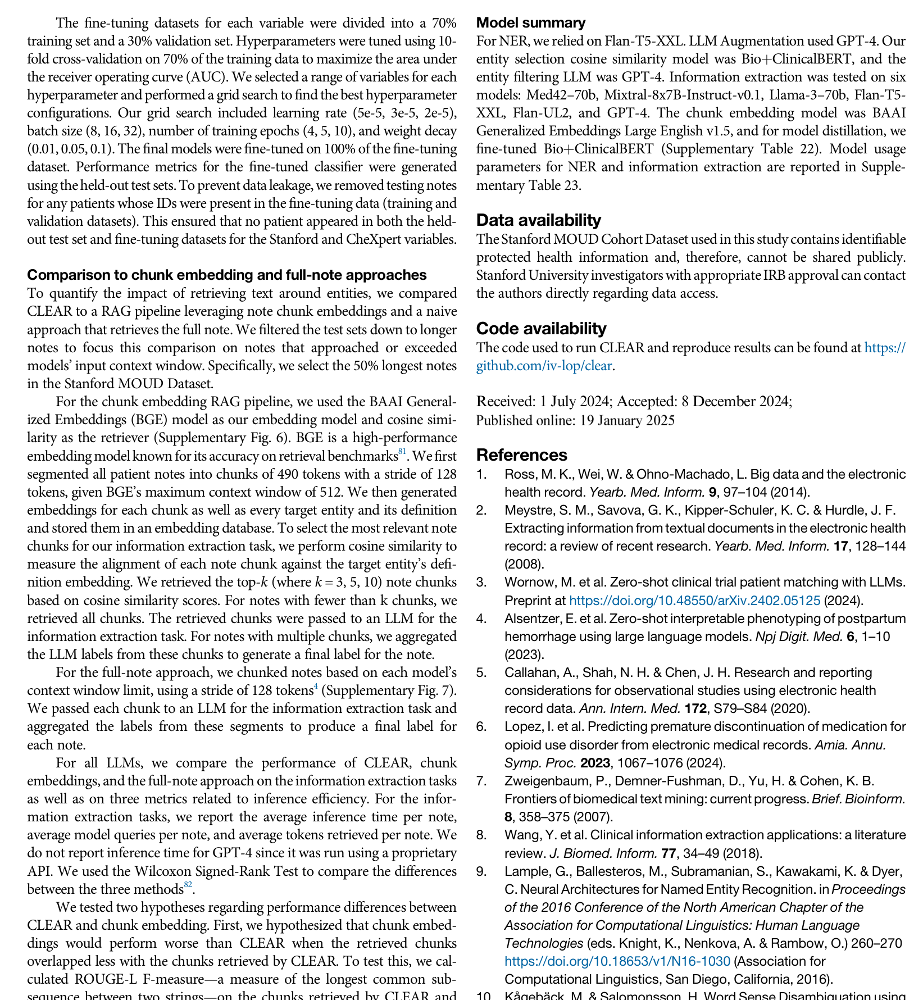 The fine-tuning datasets for each variable were divided into a 70%
training set and a 30% validation set. Hyperparameters were tuned using 10-
fold cross-validation on 70% of the training data to maximize the area under
the receiver operating curve (AUC). We selected a range of variables for each
hyperparameter and performed a grid search to find the best hyperparameter
configurations. Our grid search included learning rate (5e-5, 3e-5, 2e-5),
batch size (8, 16, 32), number of training epochs (4, 5, 10), and weight decay
(0.01, 0.05, 0.1). The final models were fine-tuned on 100% of the fine-tuning
dataset. Performance metrics for the fine-tuned classifier were generated
using the held-out test sets. To prevent data leakage, we removed testing notes
for any patients whose IDs were present in the fine-tuning data (training and
validation datasets). This ensured that no patient appeared in both the held-
out test set and fine-tuning datasets for the Stanford and CheXpert variables.
Comparison to chunk embedding and full-note approaches
To quantify the impact of retrieving text around entities, we compared
CLEAR to a RAG pipeline leveraging note chunk embeddings and a naive
approach that retrieves the full note. We filtered the test sets down to longer
notes to focus this comparison on notes that approached or exceeded
models' input context window. Specifically, we select the 50% longest notes
in the Stanford MOUD Dataset.
For the chunk embedding RAG pipeline, we used the BAAI General-
ized Embeddings (BGE) model as our embedding model and cosine simi-
larity as the retriever (Supplementary Fig. 6). BGE is a high-performance
embedding model known for its accuracy on retrieval benchmarks81. We first
segmented all patient notes into chunks of 490 tokens with a stride of 128
tokens, given BGE's maximum context window of 512. We then generated
embeddings for each chunk as well as every target entity and its definition
and stored them in an embedding database. To select the most relevant note
chunks for our information extraction task, we perform cosine similarity to
measure the alignment of each note chunk against the target entity's defi-
nition embedding. We retrieved the top-k (where k = 3, 5, 10) note chunks
based on cosine similarity scores. For notes with fewer than k chunks, we
retrieved all chunks. The retrieved chunks were passed to an LLM for the
information extraction task. For notes with multiple chunks, we aggregated
the LLM labels from these chunks to generate a final label for the note.
For the full-note approach, we chunked notes based on each model's
context window limit, using a stride of 128 tokens4 (Supplementary Fig. 7).
We passed each chunk to an LLM for the information extraction task and
aggregated the labels from these segments to produce a final label for
each note.
For all LLMs, we compare the performance of CLEAR, chunk
embeddings, and the full-note approach on the information extraction tasks
as well as on three metrics related to inference efficiency. For the infor-
mation extraction tasks, we report the average inference time per note,
average model queries per note, and average tokens retrieved per note. We
do not report inference time for GPT-4 since it was run using a proprietary
API. We used the Wilcoxon Signed-Rank Test to compare the differences
between the three methods82.
We tested two hypotheses regarding performance differences between
CLEAR and chunk embedding. First, we hypothesized that chunk embed-
dings would perform worse than CLEAR when the retrieved chunks
overlapped less with the chunks retrieved by CLEAR. To test this, we cal-
culated ROUGE-L F-measure—a measure of the longest common sub-
sequence between two strings—on the chunks retrieved by CLEAR and
Model summary
For NER, we relied on Flan-T5-XXL. LLM Augmentation used GPT-4. Our
entity selection cosine similarity model was Bio+ClinicalBERT, and the
entity filtering LLM was GPT-4. Information extraction was tested on six
models: Med42–70b, Mixtral-8x7B-Instruct-v0.1, Llama-3–70b, Flan-T5-
XXL, Flan-UL2, and GPT-4. The chunk embedding model was BAAI
Generalized Embeddings Large English v1.5, and for model distillation, we
fine-tuned Bio+ClinicalBERT (Supplementary Table 22). Model usage
parameters for NER and information extraction are reported in Supple-
mentary Table 23.
Data availability
The Stanford MOUD Cohort Dataset used in this study contains identifiable
protected health information and, therefore, cannot be shared publicly.
Stanford University investigators with appropriate IRB approval can contact
the authors directly regarding data access.
Code availability
The code used to run CLEAR and reproduce results can be found at https://
github.com/iv-lop/clear.
Received: 1 July 2024; Accepted: 8 December 2024;
Published online: 19 January 2025
References
1. Ross, M. K., Wei, W. & Ohno-Machado, L. Big data and the electronic
health record. Yearb. Med. Inform. 9, 97–104 (2014).
2. Meystre, S. M., Savova, G. K., Kipper-Schuler, K. C. & Hurdle, J. F.
Extracting information from textual documents in the electronic health
record: a review of recent research. Yearb. Med. Inform. 17, 128–144
(2008).
3. Wornow, M. et al. Zero-shot clinical trial patient matching with LLMs.
Preprint at https://doi.org/10.48550/arXiv.2402.05125 (2024).
4. Alsentzer, E. et al. Zero-shot interpretable phenotyping of postpartum
hemorrhage using large language models. Npj Digit. Med. 6, 1–10
(2023).
5. Callahan, A., Shah, N. H. & Chen, J. H. Research and reporting
considerations for observational studies using electronic health
record data. Ann. Intern. Med. 172, S79–S84 (2020).
6. Lopez, I. et al. Predicting premature discontinuation of medication for
opioid use disorder from electronic medical records. Amia. Annu.
Symp. Proc. 2023, 1067–1076 (2024).
7. Zweigenbaum, P., Demner-Fushman, D., Yu, H. & Cohen, K. B.
Frontiers of biomedical text mining: current progress. Brief. Bioinform.
8, 358–375 (2007).
8. Wang, Y. et al. Clinical information extraction applications: a literature
review. J. Biomed. Inform. 77, 34–49 (2018).
9. Lample, G., Ballesteros, M., Subramanian, S., Kawakami, K. & Dyer,
C. Neural Architectures for Named Entity Recognition. in Proceedings
of the 2016 Conference of the North American Chapter of the
Association for Computational Linguistics: Human Language
Technologies (eds. Knight, K., Nenkova, A. & Rambow, O.) 260–270
https://doi.org/10.18653/v1/N16-1030 (Association for
Computational Linguistics, San Diego, California, 2016).
10. Kågebäck, M. & Salomonsson, H. Word Sense Disambiguation using